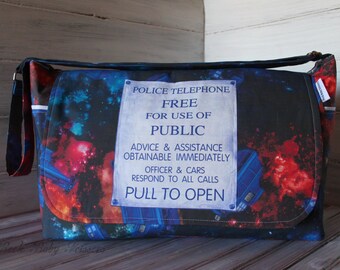 POLICE TELEPHONE
FREE
FOR USE OF
PUBLIC
ADVICE & ASSISTANCE
OBTAINABLE IMMEDIATELY
OFFICER & CARS
RESPOND TO ALL CALLS
PULL TO OPEN